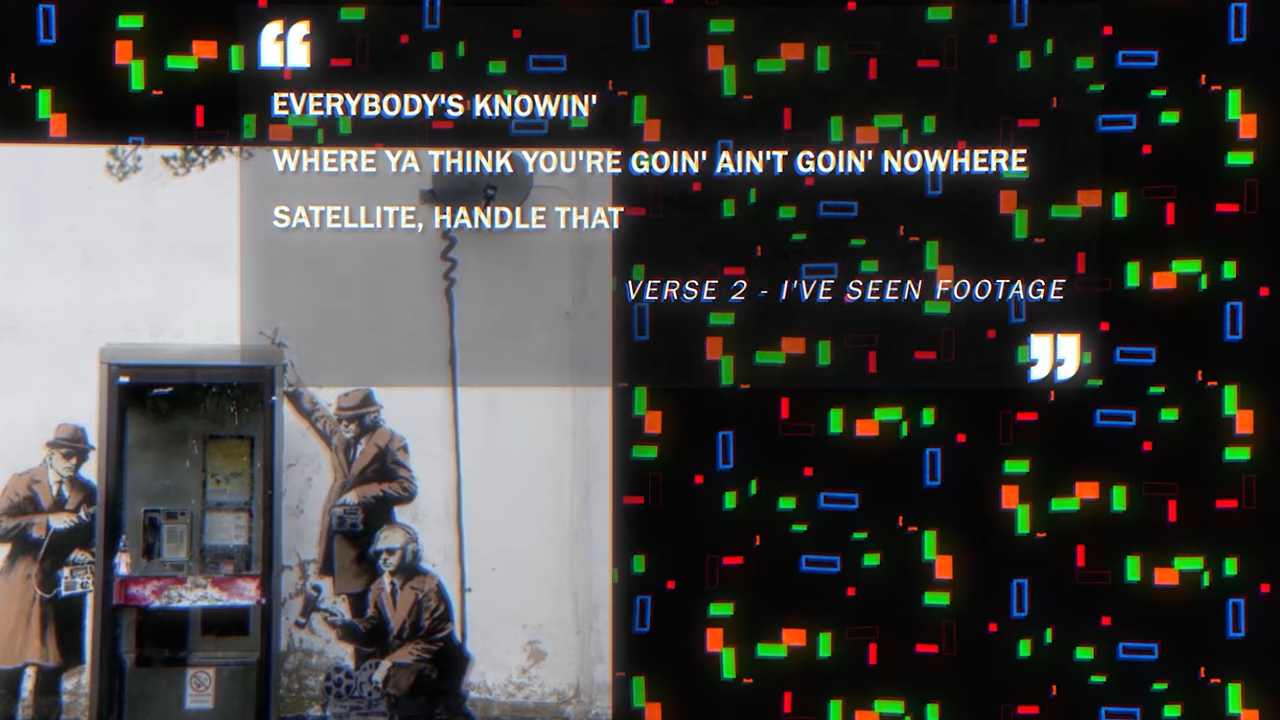 “
EVERYBODY'S KNOWIN'
WHERE YA THINK YOU'RE GOIN' AIN'T GOIN' NOWHERE
SATELLITE, HANDLE THAT
VERSE 2 - I'VE SEEN FOOTAGE
”